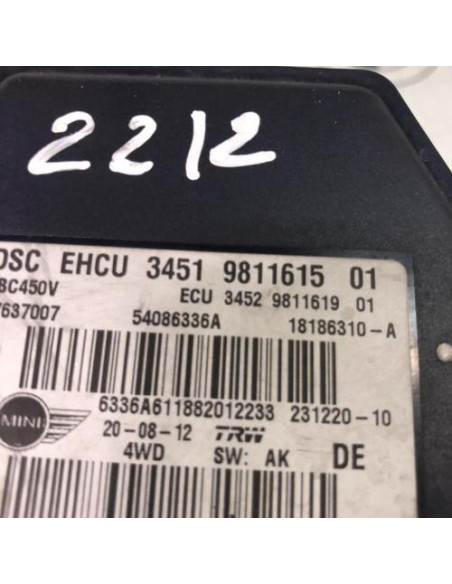 2212
DSC EHCU 3451 9811615 01
BC450V ECU 3452 9811619 01
7637007 54086336A 18186310-A
6336A611882012233 231220-10
MINI 20-08-12 TRW
4WD SW: AK DE